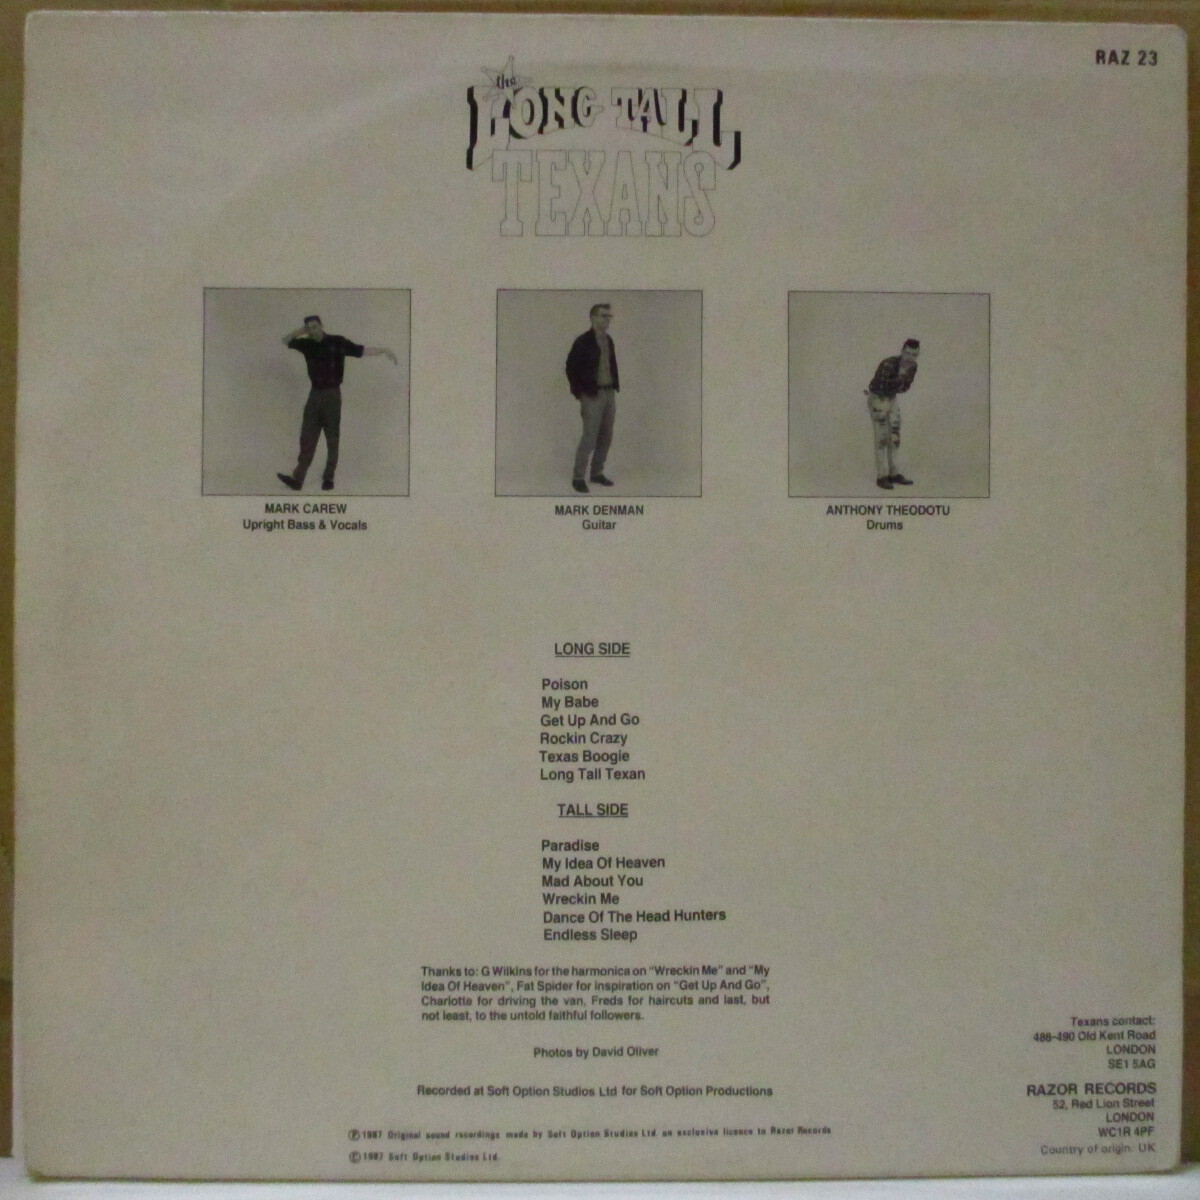 RAZ 23
the
LONG TALL
TEXANS
MARK CAREW
Upright Bass & Vocals
MARK DENMAN
Guitar
ANTHONY THEODOTU
Drums
LONG SIDE
Poison
My Babe
Get Up And Go
Rockin Crazy
Texas Boogie
Long Tall Texan
TALL SIDE
Paradise
My Idea Of Heaven
Mad About You
Wreckin Me
Dance Of The Head Hunters
Endless Sleep
Thanks to: G Wilkins for the harmonica on "Wreckin Me" and "My
Idea Of Heaven", Fat Spider for inspiration on "Get Up And Go",
Charlotte for driving the van, Freds for haircuts and last, but
not least, to the untold faithful followers.
Photos by David Oliver
Recorded at Soft Option Studios Ltd for Soft Option Productions
Ⓟ1987 Original sound recordings made by Soft Option Studios Ltd an exclusive licence to Razor Records
Ⓒ1987 Soft Option Studios Ltd.
Texans contact:
486-490 Old Kent Road
LONDON
SE1 5AG
RAZOR RECORDS
52, Red Lion Street
LONDON
WC1R 4PF
Country of origin: UK